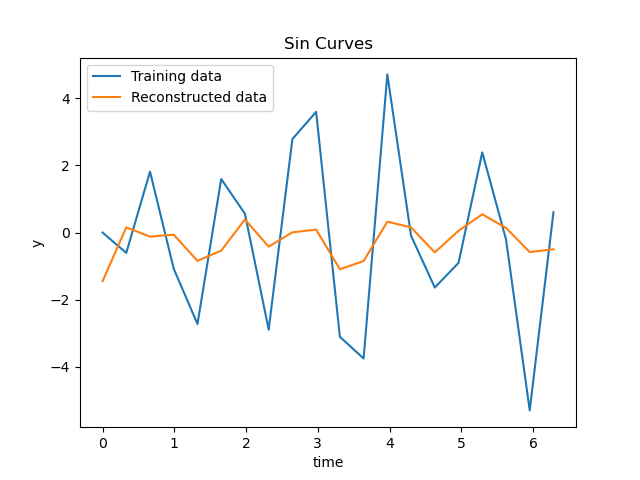 Sin Curves
Training data
Reconstructed data
4
2
0
−2
−4
y
0 1 2 3 4 5 6
time